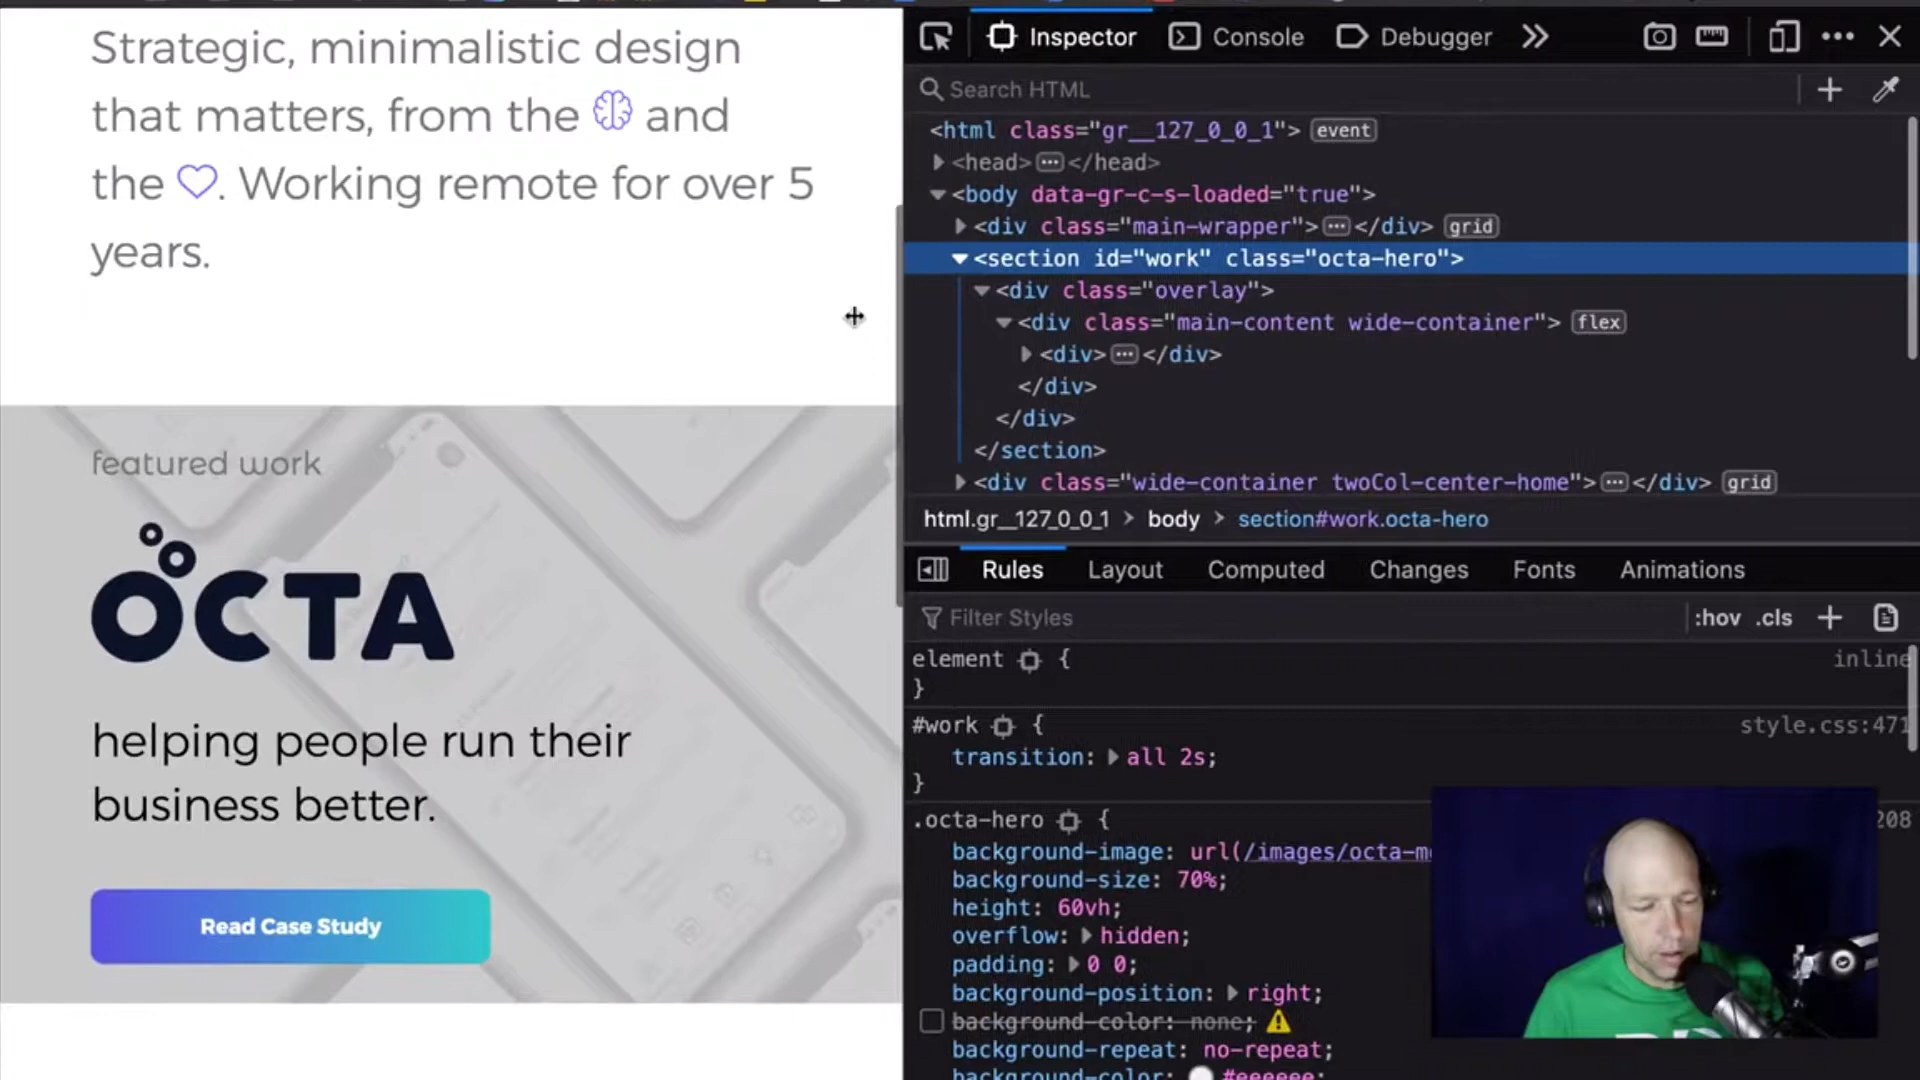 Strategic, minimalistic design
that matters, from the and
the . Working remote for over 5
years.
featured work
OCTA
helping people run their
business better.
Read Case Study
Inspector
Console
Debugger
Search HTML
<html class="gr__127_0_0_1"> event
<head> </head>
<body data-gr-c-s-loaded="true">
<div class="main-wrapper"> </div> grid
<section id="work" class="octa-hero">
<div class="overlay">
<div class="main-content wide-container"> flex
<div> </div>
</div>
</div>
</section>
<div class="wide-container twoCol-center-home"> </div> grid
html.gr__127_0_0_1 > body > section#work.octa-hero
Rules
Layout
Computed
Changes
Fonts
Animations
Filter Styles
:hov .cls
element {
inline
}
#work {
style.css:471
transition: all 2s;
}
.octa-hero {
208
background-image: url(/images/octa-m
background-size: 70%;
height: 60vh;
overflow: hidden;
padding: 0 0;
background-position: right;
background-color: none;
background-repeat: no-repeat;
background-color: #eeeeee;